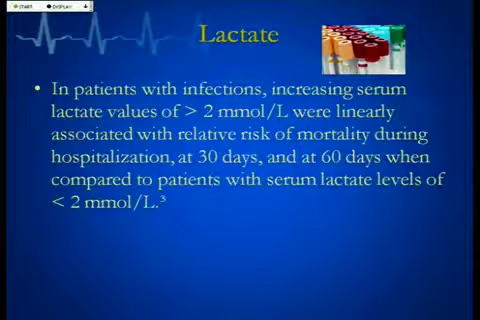 START
DISPLAY
Lactate
• In patients with infections, increasing serum
lactate values of > 2 mmol/L were linearly
associated with relative risk of mortality during
hospitalization, at 30 days, and at 60 days when
compared to patients with serum lactate levels of
< 2 mmol/L.³